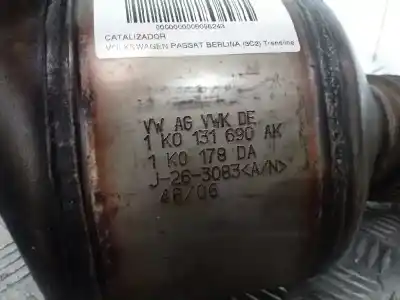 0000000009066243
CATALIZADOR
VOLKSWAGEN PASSAT BERLINA (3C2) Trendline
VW AG VWK DE
1 K0 131 690 AK
1 K0 178 DA
J-26-3083<A/N>
46/06